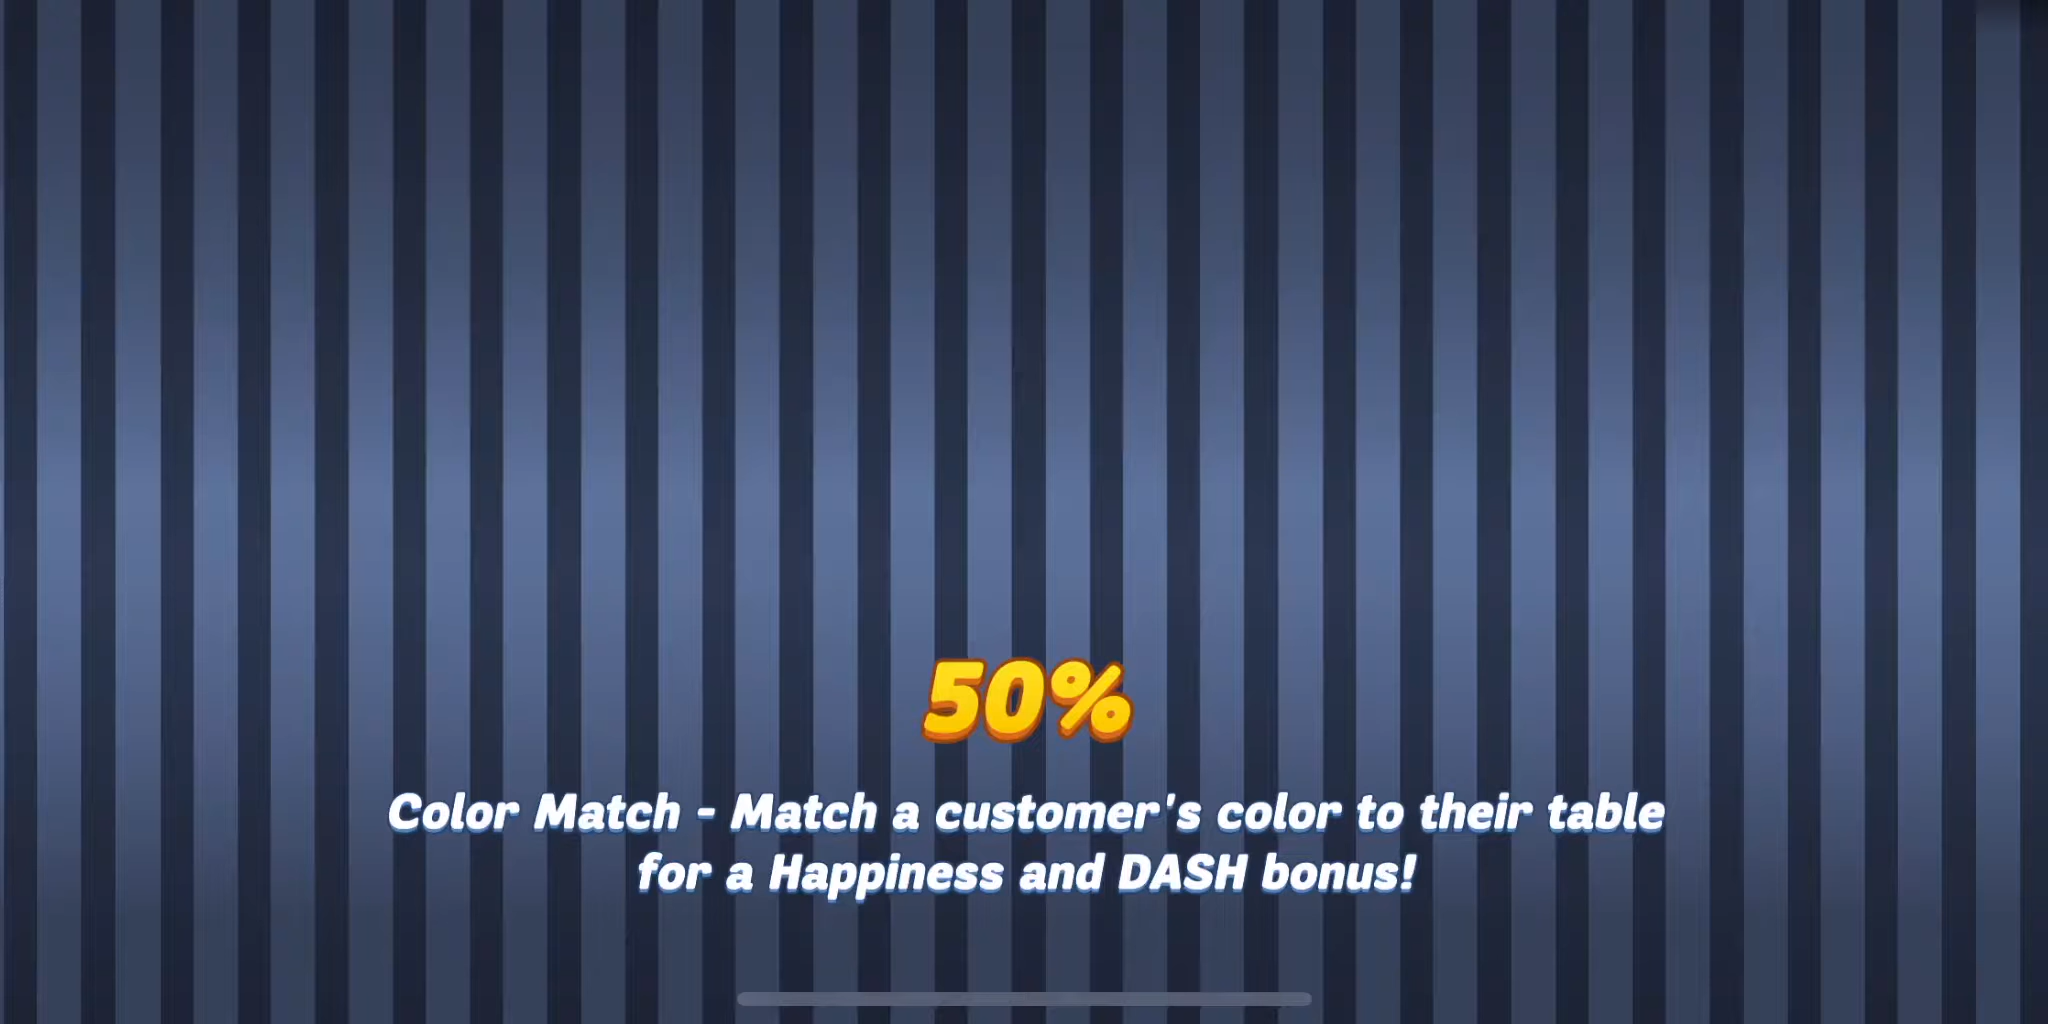 50%
Color Match - Match a customer's color to their table
for a Happiness and DASH bonus!